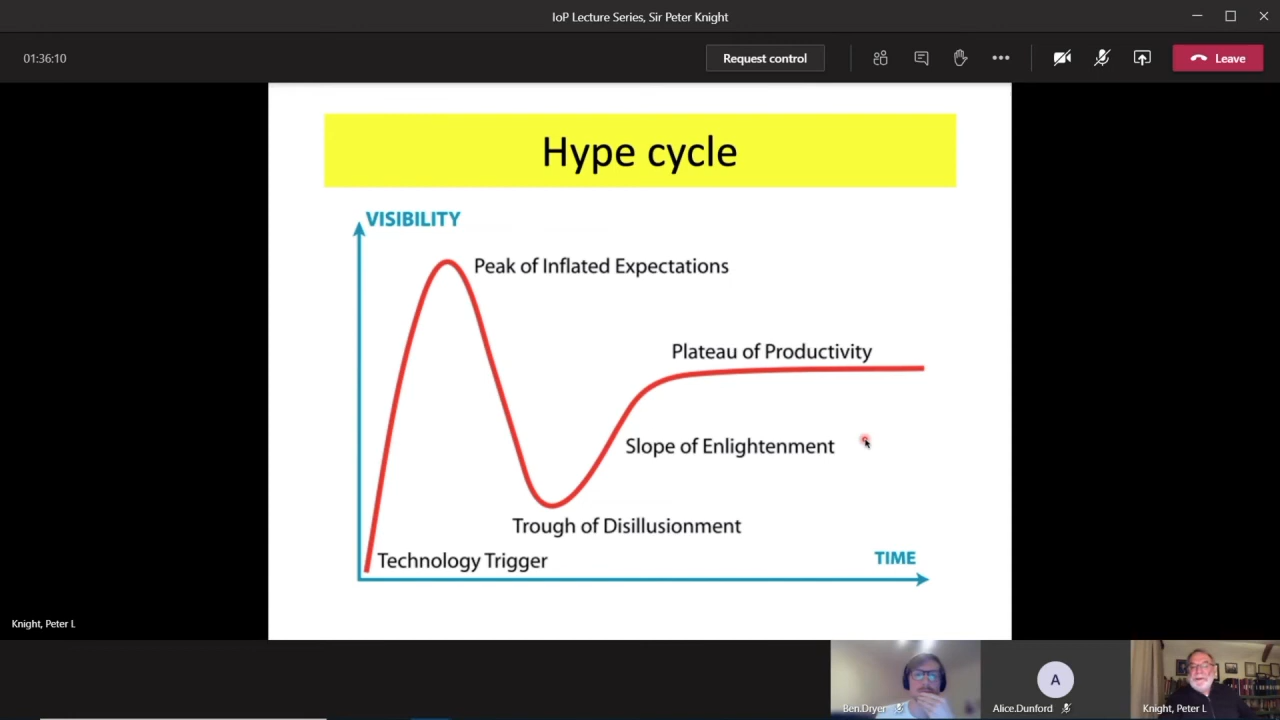 IoP Lecture Series, Sir Peter Knight
01:36:10
Request control
Leave
Hype cycle
VISIBILITY
Peak of Inflated Expectations
Plateau of Productivity
Slope of Enlightenment
Trough of Disillusionment
Technology Trigger
TIME
Knight, Peter L
A
Ben.Dryer
Alice.Dunford
Knight, Peter L